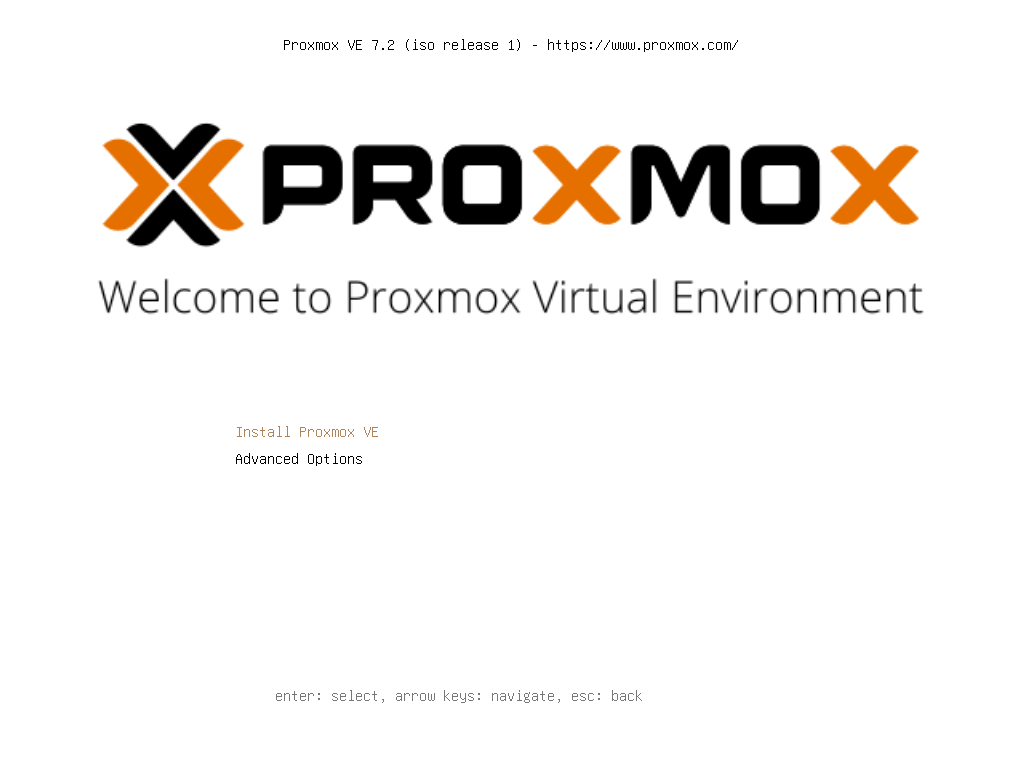 Proxmox VE 7.2 (iso release 1) - https://www.proxmox.com/
PROXMOX
Welcome to Proxmox Virtual Environment
Install Proxmox VE
Advanced Options
enter: select, arrow keys: navigate, esc: back